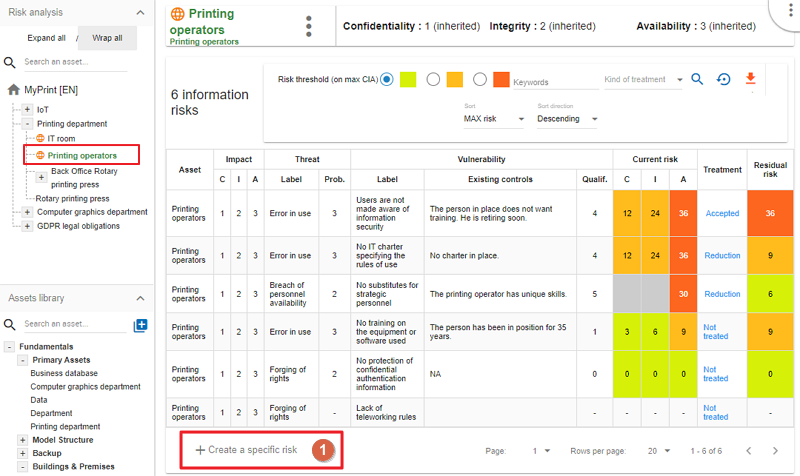 Risk analysis
Expand all / Wrap all
Search an asset...
MyPrint [EN]
+ IoT
- Printing department
IT room
Printing operators
+ Back Office Rotary
printing press
Rotary printing press
+ Computer graphics department
+ GDPR legal obligations
Assets library
Search an asset...
- Fundamentals
- Primary Assets
Business database
Computer graphics department
Data
Department
Printing department
+ Model Structure
+ Backup
- Buildings & Premises
Printing
operators
Printing operators
Confidentiality : 1 (inherited) Integrity : 2 (inherited) Availability : 3 (inherited)
6 information
risks
Risk threshold (on max CIA)
Keywords
Kind of treatment
Sort
MAX risk
Sort direction
Descending
Asset Impact Threat Vulnerability Current risk Treatment Residual
risk
C I A Label Prob. Label Existing controls Qualif. C I A
Printing
operators
1 2 3 Error in use 3
Users are not
made aware of
information
security
The person in place does not want
training. He is retiring soon.
4 12 24 36 Accepted 36
Printing
operators
1 2 3 Error in use 3
No IT charter
specifying the
rules of use
No charter in place.
4 12 24 36 Reduction 9
Printing
operators
1 2 3
Breach of
personnel
availability
2
No substitutes for
strategic
personnel
The printing operator has unique skills.
5 30 Reduction 6
Printing
operators
1 2 3 Error in use 3
No training on
the equipment or
software used
The person has been in position for 35
years.
1 3 6 9
Not
treated
9
Printing
operators
1 2 3
Forging of
rights
2
No protection of
confidential
authentication
information
NA
0 0 0 0
Not
treated
0
Printing
operators
1 2 3
Forging of
rights
-
Lack of
teleworking rules
- - - -
Not
treated
-
+ Create a specific risk 1
Page: 1 Rows per page: 20 1 - 6 of 6